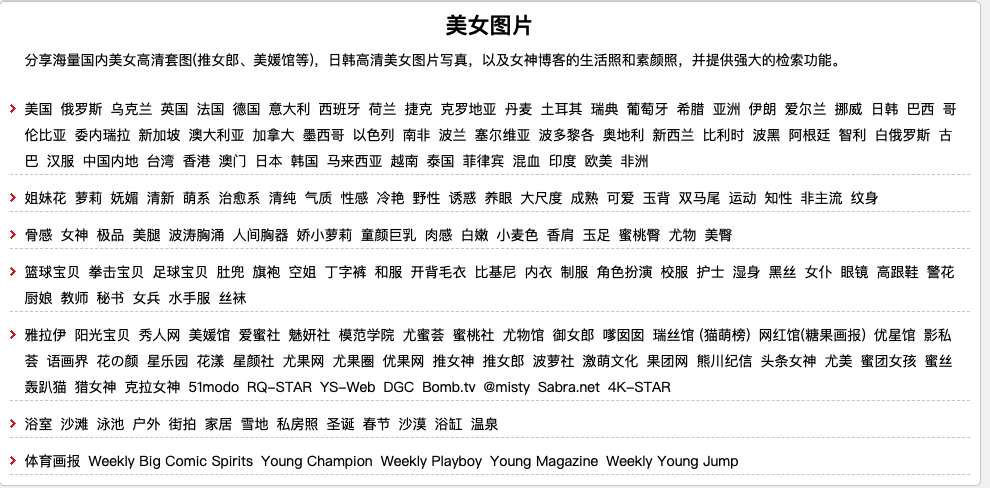 美女图片
分享海量国内美女高清套图(推女郎、美媛馆等)，日韩高清美女图片写真，以及女神博客的生活照和素颜照，并提供强大的检索功能。
美国 俄罗斯 乌克兰 英国 法国 德国 意大利 西班牙 荷兰 捷克 克罗地亚 丹麦 土耳其 瑞典 葡萄牙 希腊 亚洲 伊朗 爱尔兰 挪威 日韩 巴西 哥
伦比亚 委内瑞拉 新加坡 澳大利亚 加拿大 墨西哥 以色列 南非 波兰 塞尔维亚 波多黎各 奥地利 新西兰 比利时 波黑 阿根廷 智利 白俄罗斯 古
巴 汉服 中国内地 台湾 香港 澳门 日本 韩国 马来西亚 越南 泰国 菲律宾 混血 印度 欧美 非洲
姐妹花 萝莉 妩媚 清新 萌系 治愈系 清纯 气质 性感 冷艳 野性 诱惑 养眼 大尺度 成熟 可爱 玉背 双马尾 运动 知性 非主流 纹身
骨感 女神 极品 美腿 波涛胸涌 人间胸器 娇小萝莉 童颜巨乳 肉感 白嫩 小麦色 香肩 玉足 蜜桃臀 尤物 美臀
篮球宝贝 拳击宝贝 足球宝贝 肚兜 旗袍 空姐 丁字裤 和服 开背毛衣 比基尼 内衣 制服 角色扮演 校服 护士 湿身 黑丝 女仆 眼镜 高跟鞋 警花
厨娘 教师 秘书 女兵 水手服 丝袜
雅拉伊 阳光宝贝 秀人网 美媛馆 爱蜜社 魅妍社 模范学院 尤蜜荟 蜜桃社 尤物馆 御女郎 嗲囡囡 瑞丝馆 (猫萌榜) 网红馆(糖果画报) 优星馆 影私
荟 语画界 花の颜 星乐园 花漾 星颜社 尤果网 尤果圈 优果网 推女神 推女郎 波萝社 激萌文化 果团网 熊川纪信 头条女神 尤美 蜜团女孩 蜜丝
轰趴猫 猎女神 克拉女神 51modo RQ-STAR YS-Web DGC Bomb.tv @misty Sabra.net 4K-STAR
浴室 沙滩 泳池 户外 街拍 家居 雪地 私房照 圣诞 春节 沙漠 浴缸 温泉
体育画报 Weekly Big Comic Spirits Young Champion Weekly Playboy Young Magazine Weekly Young Jump